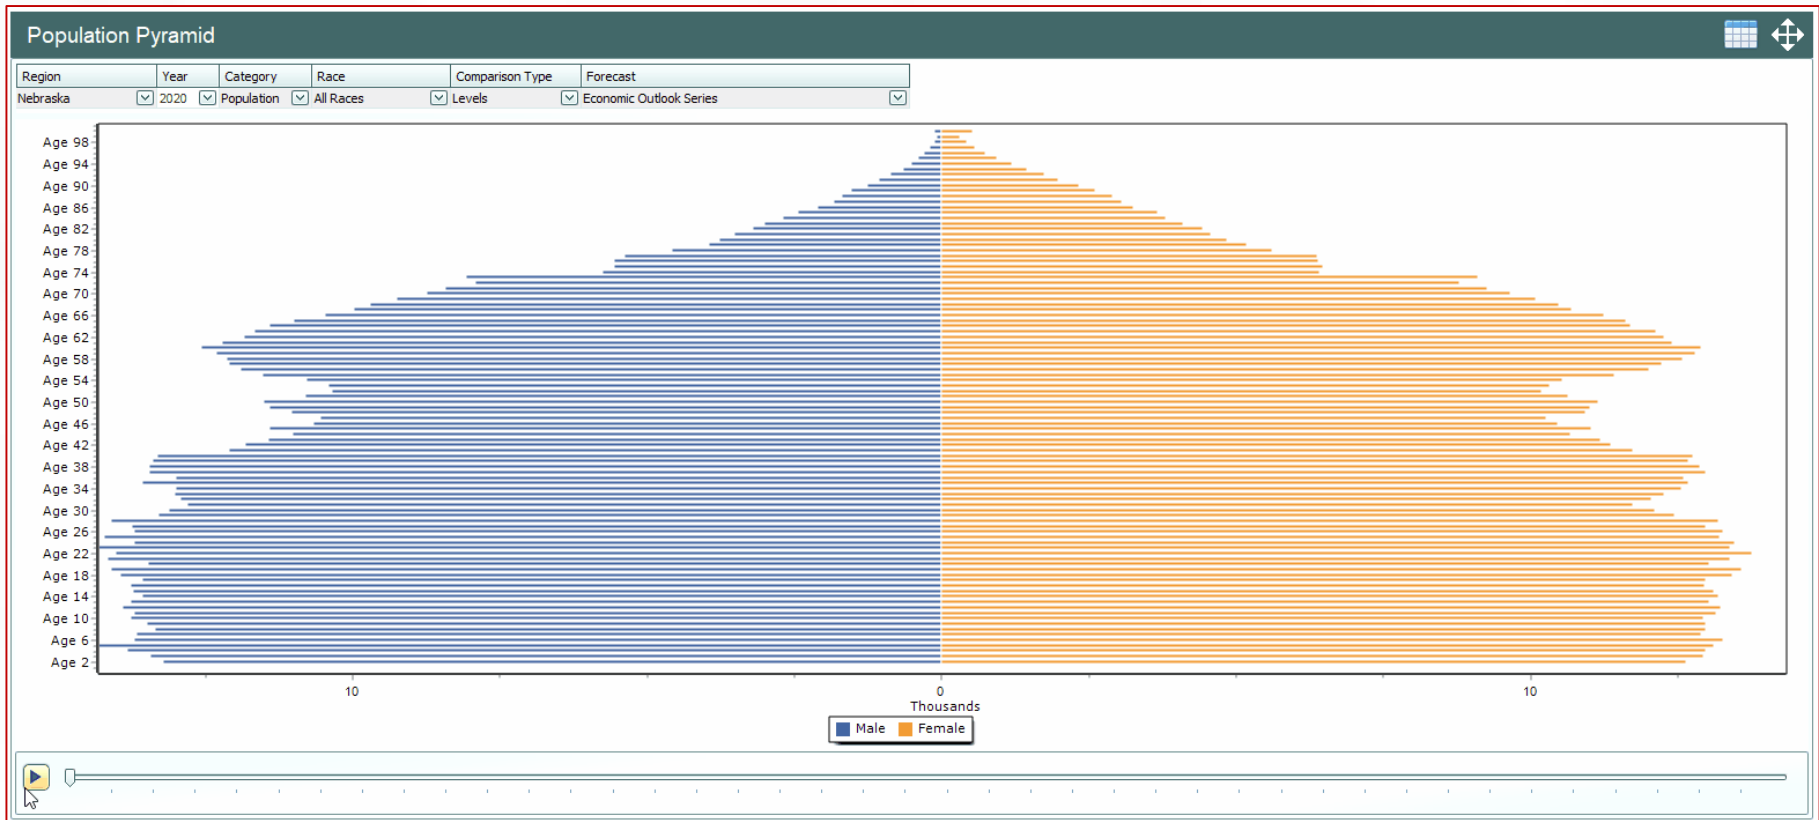 Population Pyramid
Region Year Category Race Comparison Type Forecast
Nebraska 2020 Population All Races Levels Economic Outlook Series
Age 98
Age 94
Age 90
Age 86
Age 82
Age 78
Age 74
Age 70
Age 66
Age 62
Age 58
Age 54
Age 50
Age 46
Age 42
Age 38
Age 34
Age 30
Age 26
Age 22
Age 18
Age 14
Age 10
Age 6
Age 2
10 0 10
Thousands
Male Female